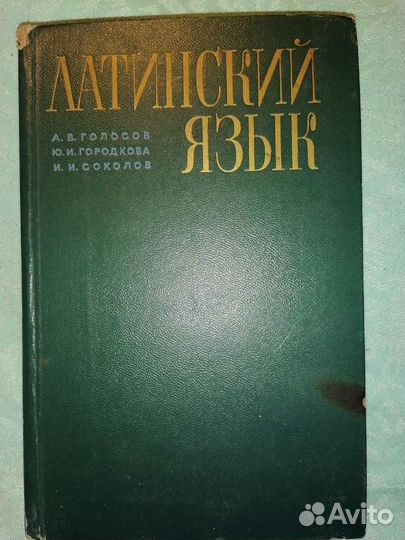 ЛАТИНСКИЙ
ЯЗЫК
А. В. ГОЛОСОВ
Ю. И. ГОРОДКОВА
И. И. СОКОЛОВ
Avito